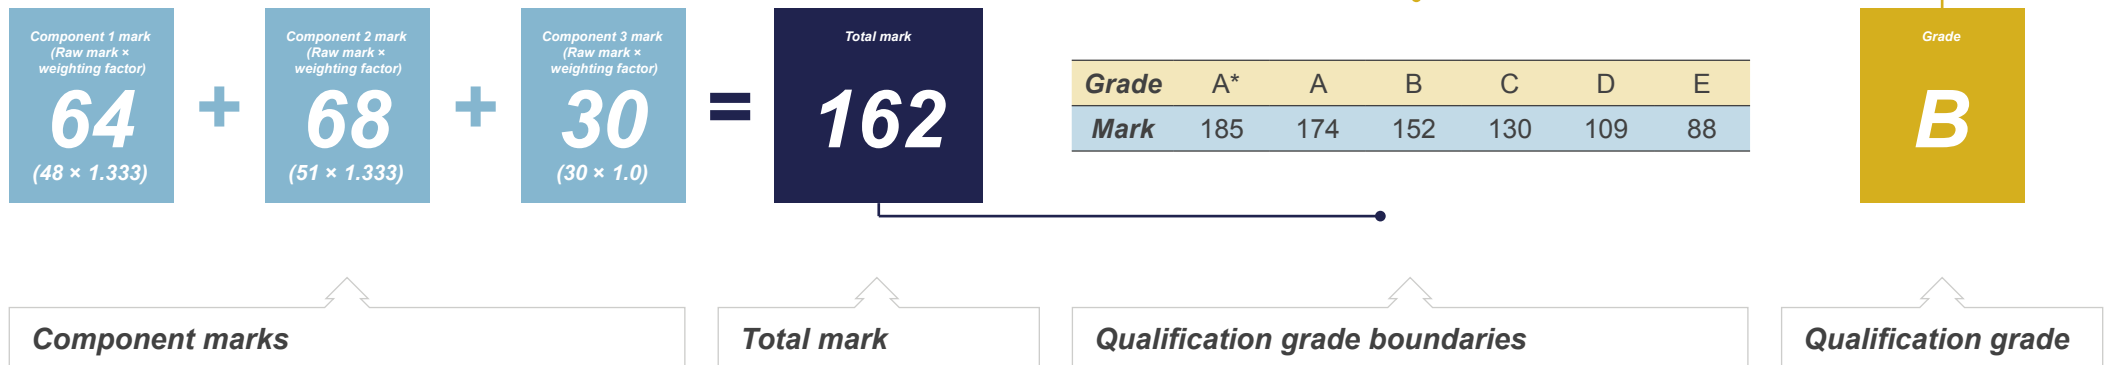 Component 1 mark
(Raw mark ×
weighting factor)
64
(48 × 1.333)
+
Component 2 mark
(Raw mark ×
weighting factor)
68
(51 × 1.333)
+
Component 3 mark
(Raw mark ×
weighting factor)
30
(30 × 1.0)
=
Total mark
162
Grade A* A B C D E
Mark 185 174 152 130 109 88
Grade
B
Component marks
Total mark
Qualification grade boundaries
Qualification grade